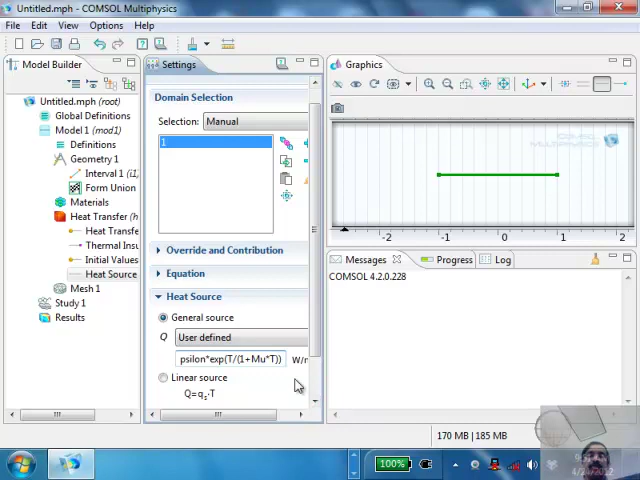 Untitled.mph - COMSOL Multiphysics
File Edit View Options Help
Model Builder
Untitled.mph (root)
Global Definitions
Model 1 (mod1)
Definitions
Geometry 1
Interval 1 (i1,
Form Union
Materials
Heat Transfe
Heat Transfe
Thermal Insu
Initial Values
Heat Source
Mesh 1
Study 1
Results
Settings
Domain Selection
Selection: Manual
1
Override and Contribution
Equation
Heat Source
General source
Q User defined
psilon*exp(T/(1+Mu*T)) W/m
Linear source
Q=qs·T
Graphics
COMSOL
MULTIPHYSICS
-2 -1 0 1 2
Messages Progress Log
COMSOL 4.2.0.228
170 MB | 185 MB
100%